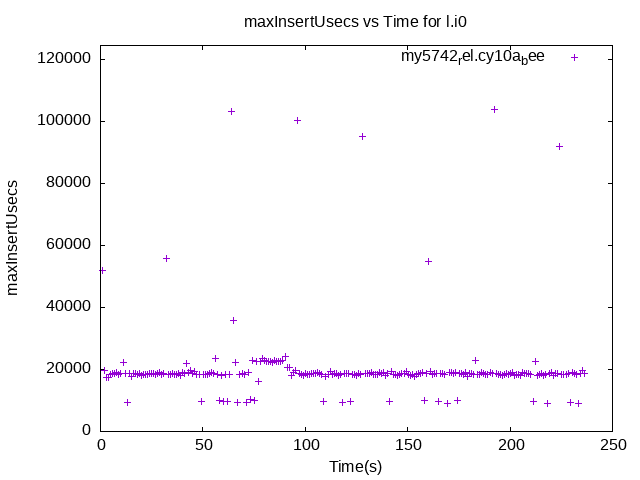 maxInsertUsecs vs Time for l.i0
my5742rel.cy10abee
120000
100000
80000
60000
40000
20000
0
maxInsertUsecs
0 50 100 150 200 250
Time(s)